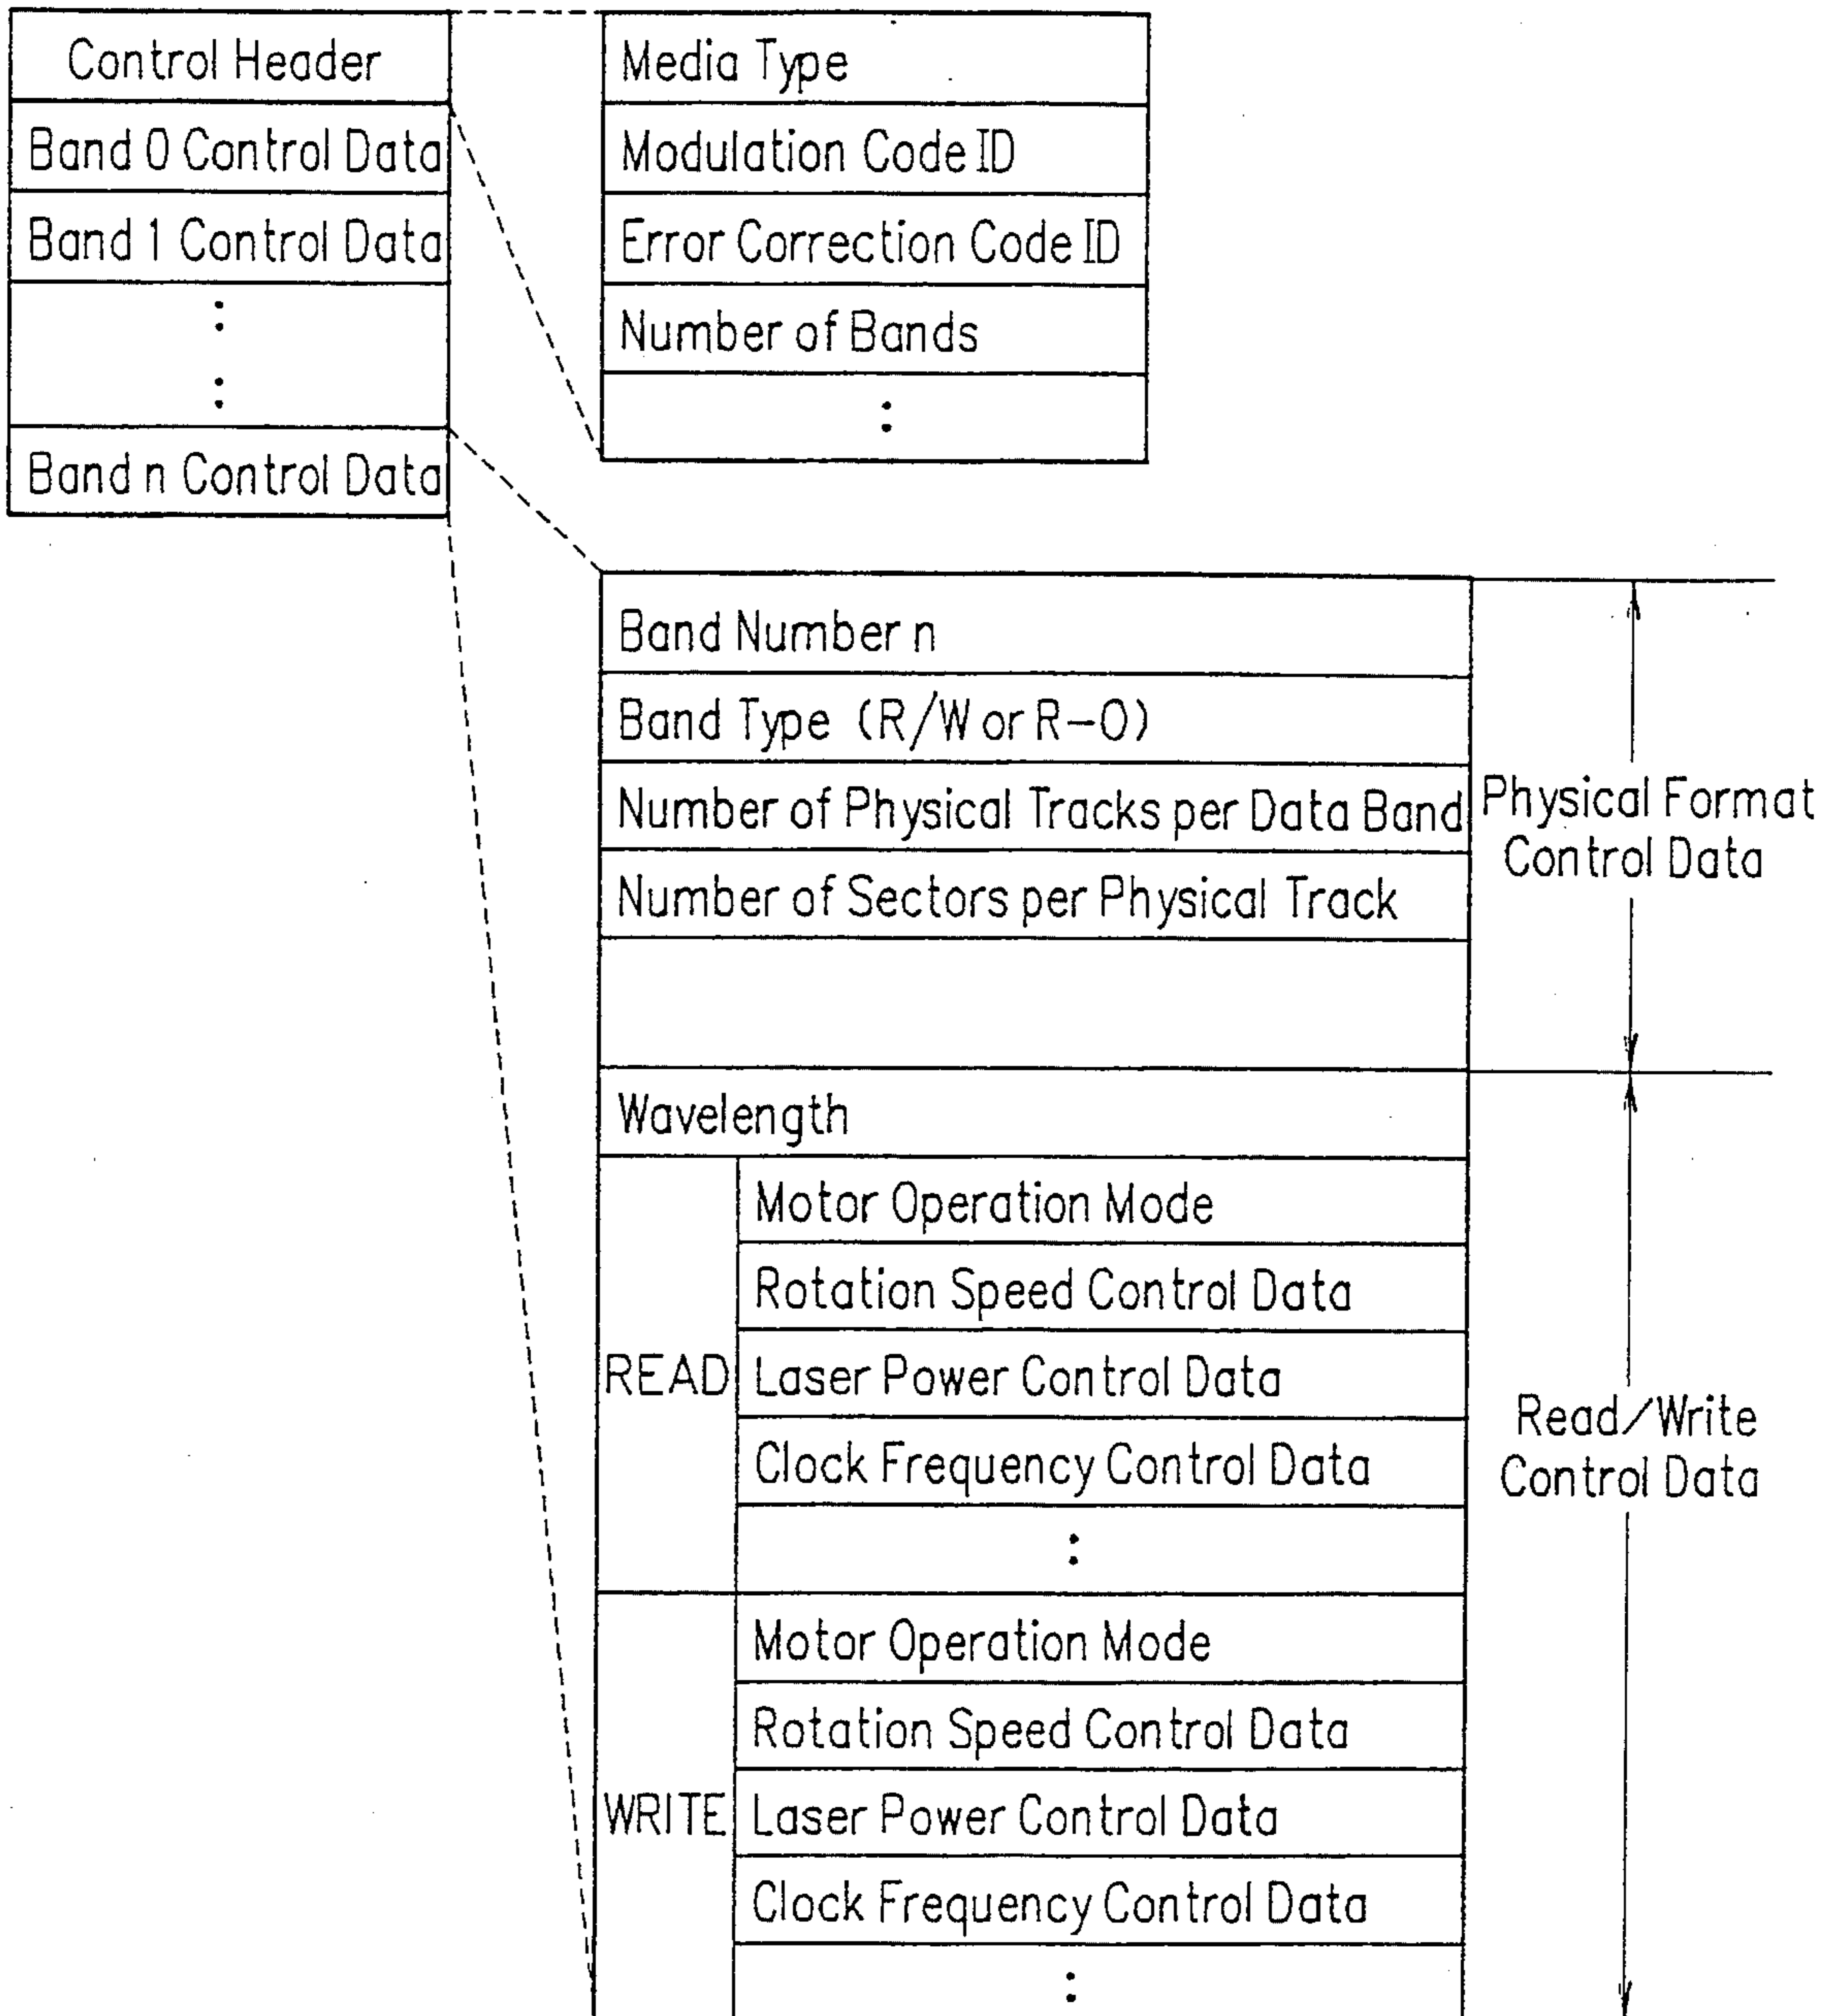 Control Header
Band 0 Control Data
Band 1 Control Data
:
:
Band n Control Data
Media Type
Modulation Code ID
Error Correction Code ID
Number of Bands
:
Band Number n
Band Type (R/W or R-O)
Number of Physical Tracks per Data Band
Number of Sectors per Physical Track
Physical Format
Control Data
Wavelength
READ
Motor Operation Mode
Rotation Speed Control Data
Laser Power Control Data
Clock Frequency Control Data
:
WRITE
Motor Operation Mode
Rotation Speed Control Data
Laser Power Control Data
Clock Frequency Control Data
:
Read/Write
Control Data